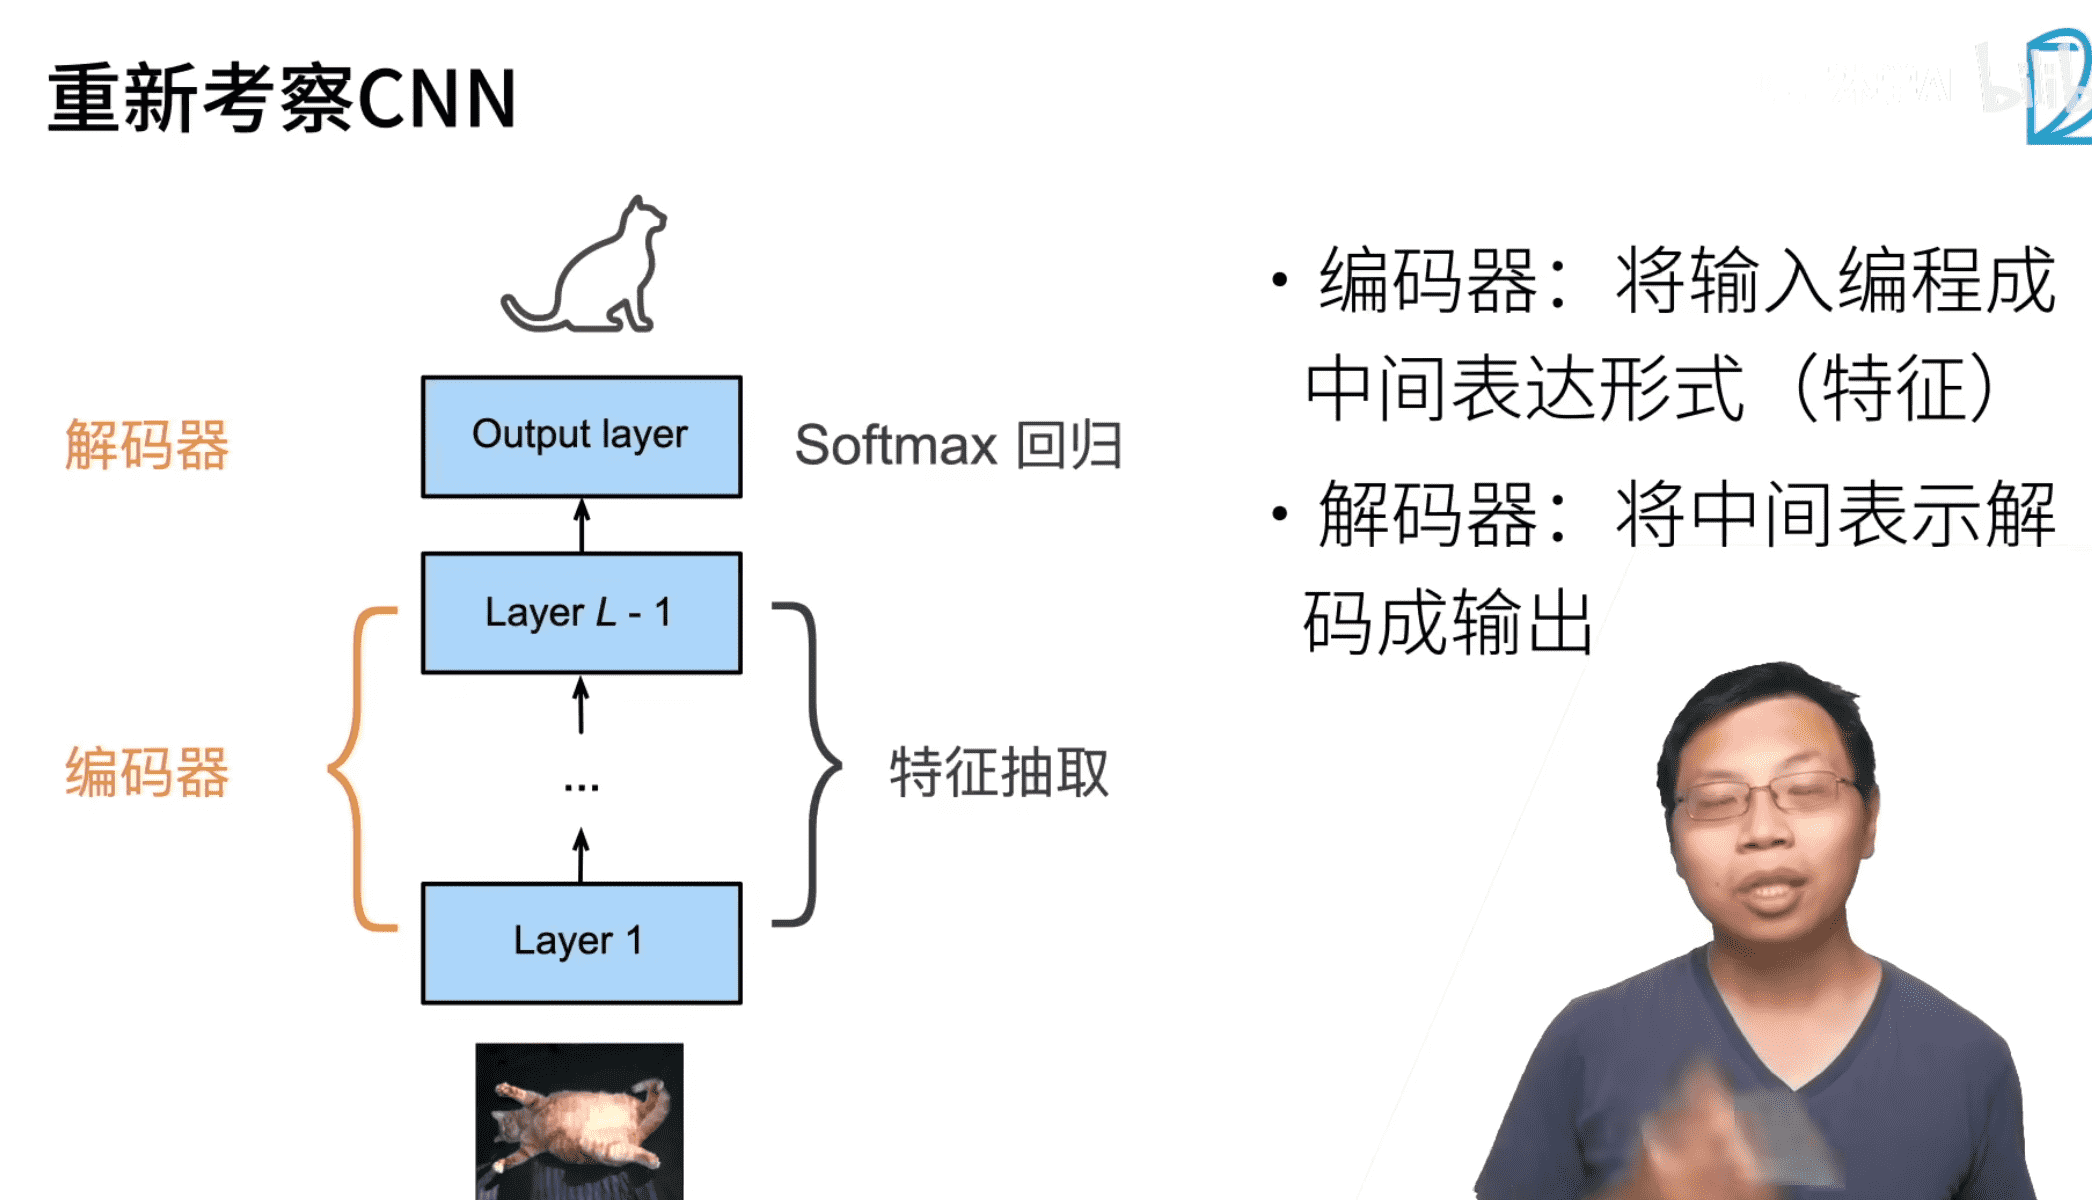 重新考察CNN
解码器
Output layer
Softmax 回归
Layer L - 1
编码器
...
特征抽取
Layer 1
• 编码器：将输入编程成
中间表达形式（特征）
• 解码器：将中间表示解
码成输出